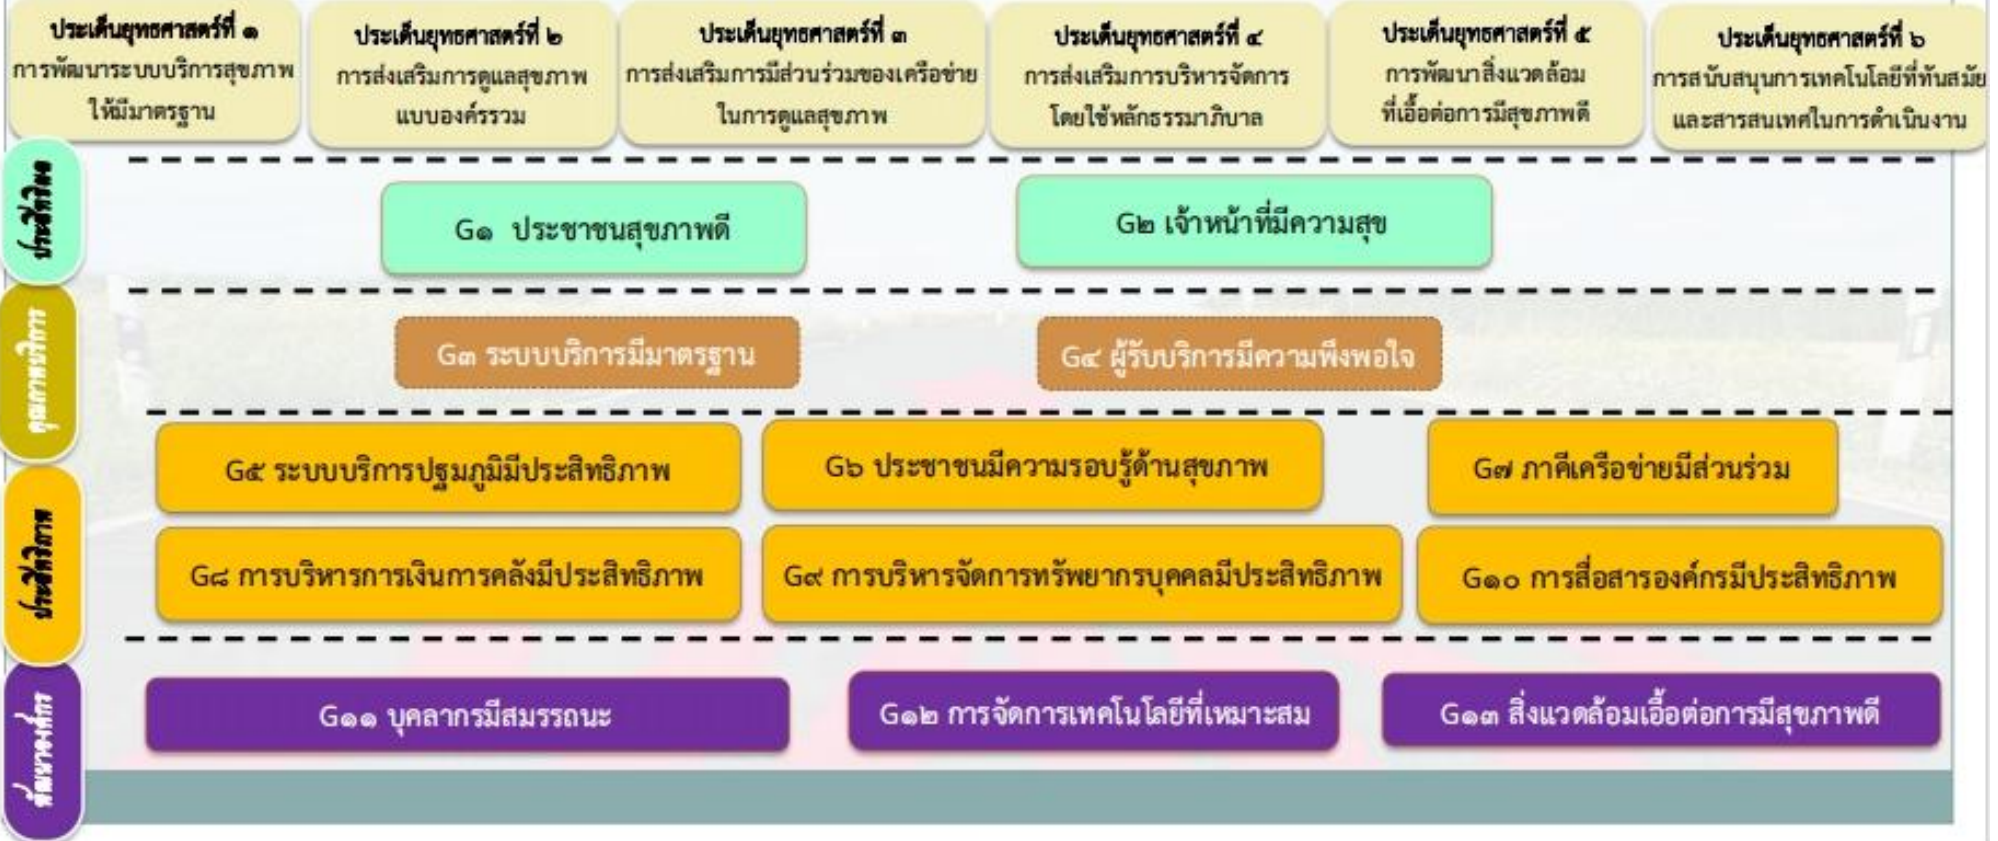 ประเด็นยุทธศาสตร์ที่ ๑
การพัฒนาระบบบริการสุขภาพ
ให้มีมาตรฐาน
ประเด็นยุทธศาสตร์ที่ ๒
การส่งเสริมการดูแลสุขภาพ
แบบองค์รรวม
ประเด็นยุทธศาสตร์ที่ ๓
การส่งเสริมการมีส่วนร่วมของเครือข่าย
ในการดูแลสุขภาพ
ประเด็นยุทธศาสตร์ที่ ๔
การส่งเสริมการบริหารจัดการ
โดยใช้หลักธรรมาภิบาล
ประเด็นยุทธศาสตร์ที่ ๕
การพัฒนาสิ่งแวดล้อม
ที่เอื้อต่อการมีสุขภาพดี
ประเด็นยุทธศาสตร์ที่ ๖
การสนับสนุนการเทคโนโลยีที่ทันสมัย
และสารสนเทศในการดำเนินงาน
ประสิทธิผล
G๑ ประชาชนสุขภาพดี
G๒ เจ้าหน้าที่มีความสุข
คุณภาพบริการ
G๓ ระบบบริการมีมาตรฐาน
G๔ ผู้รับบริการมีความพึงพอใจ
ประสิทธิภาพ
G๕ ระบบบริการปฐมภูมิมีประสิทธิภาพ
G๖ ประชาชนมีความรอบรู้ด้านสุขภาพ
G๗ ภาคีเครือข่ายมีส่วนร่วม
G๘ การบริหารการเงินการคลังมีประสิทธิภาพ
G๙ การบริหารจัดการทรัพยากรบุคคลมีประสิทธิภาพ
G๑๐ การสื่อสารองค์กรมีประสิทธิภาพ
พัฒนาองค์กร
G๑๑ บุคลากรมีสมรรถนะ
G๑๒ การจัดการเทคโนโลยีที่เหมาะสม
G๑๓ สิ่งแวดล้อมเอื้อต่อการมีสุขภาพดี